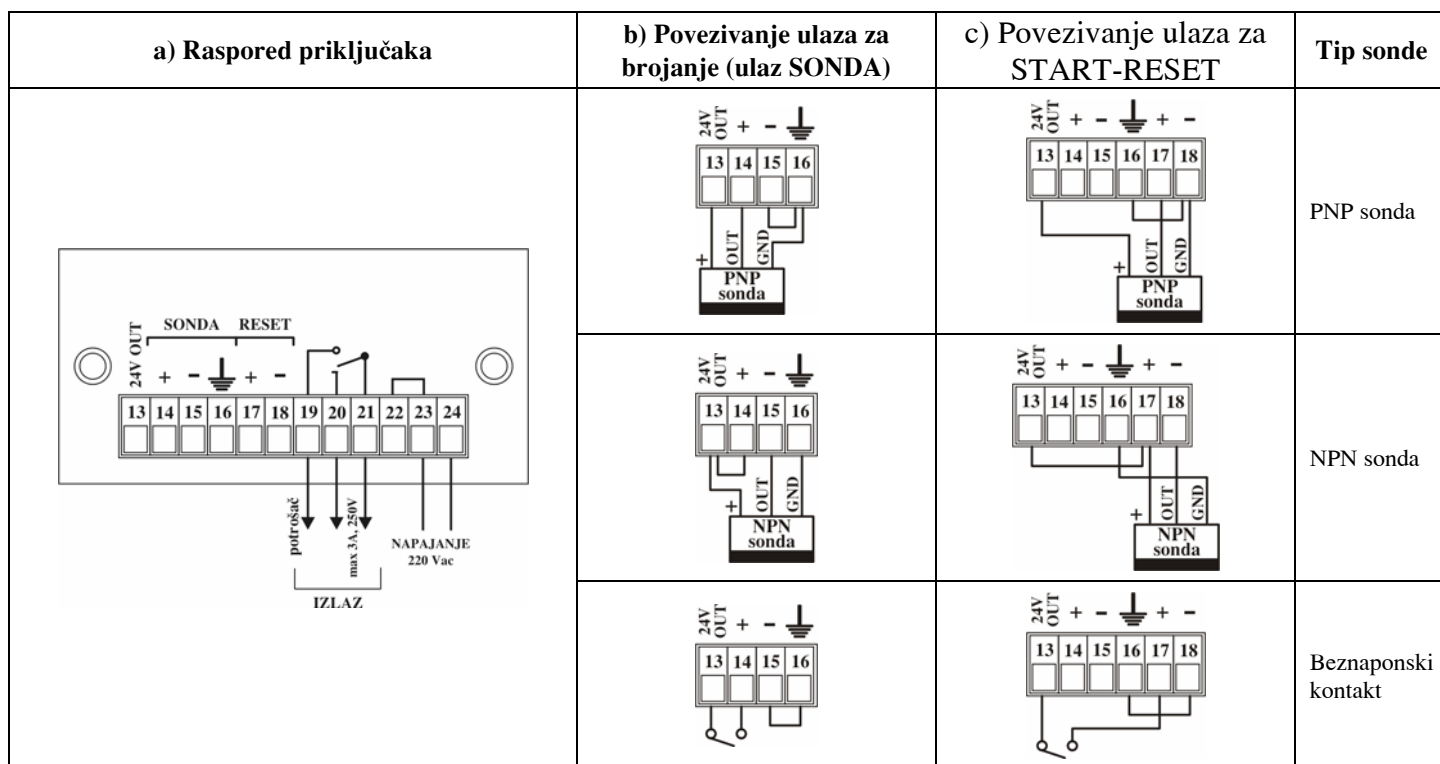 a) Raspored priključaka
b) Povezivanje ulaza za
brojanje (ulaz SONDA)
c) Povezivanje ulaza za
START-RESET
Tip sonde
24V OUT
SONDA RESET
+ - + -
13 14 15 16 17 18 19 20 21 22 23 24
potrošač
max 3A, 250V
NAPAJANJE
220 Vac
IZLAZ
24V
OUT
+ -
13 14 15 16
+
OUT
GND
PNP
sonda
24V
OUT
+ - + -
13 14 15 16 17 18
+
OUT
GND
PNP
sonda
PNP sonda
24V
OUT
+ -
13 14 15 16
+
OUT
GND
NPN
sonda
24V
OUT
+ - + -
13 14 15 16 17 18
+
OUT
GND
NPN
sonda
NPN sonda
24V
OUT
+ -
13 14 15 16
24V
OUT
+ - + -
13 14 15 16 17 18
Beznaponski
kontakt